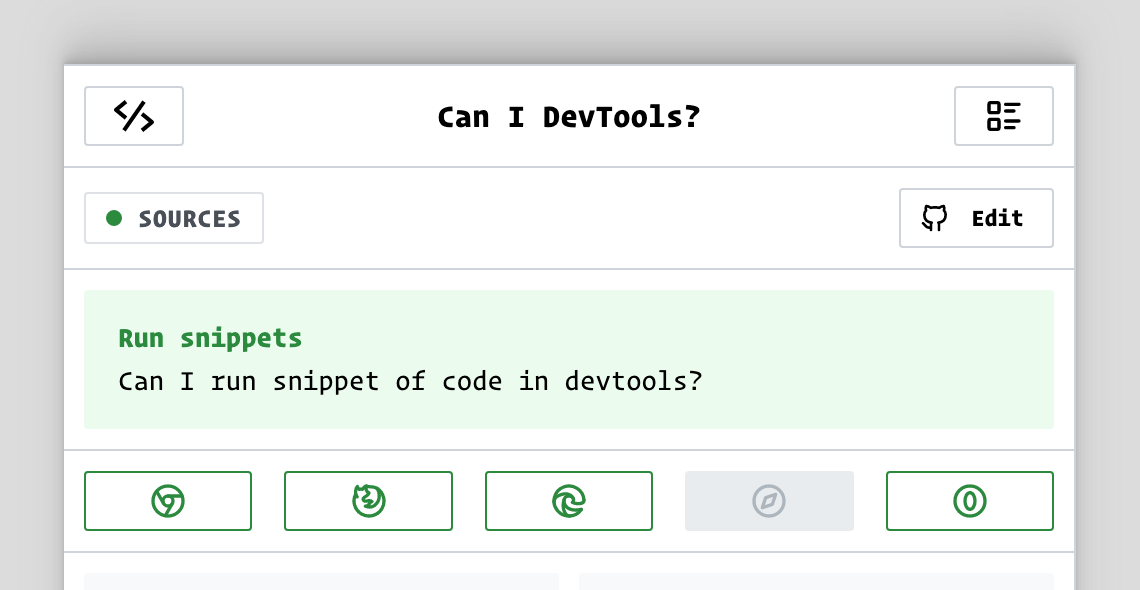 Can I DevTools?
SOURCES
Edit
Run snippets
Can I run snippet of code in devtools?